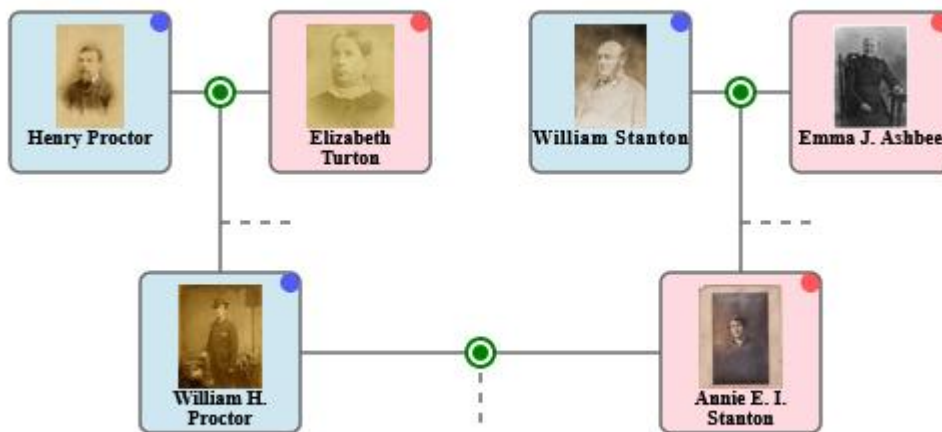 Henry Proctor
Elizabeth
Turton
William Stanton
Emma J. Ashbee
William H.
Proctor
Annie E. I.
Stanton